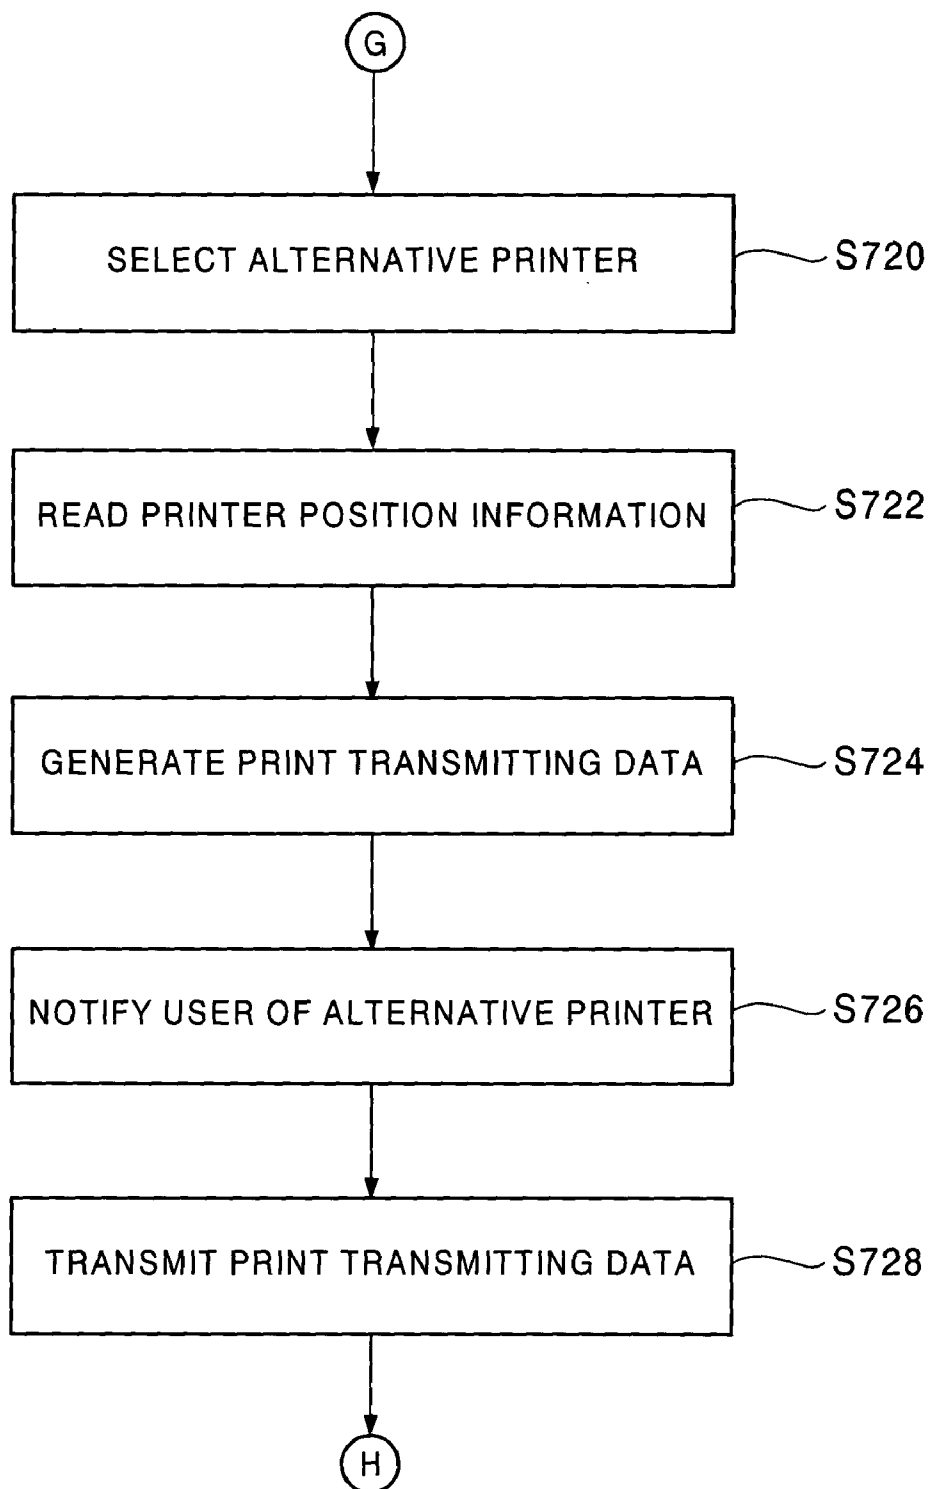 G
SELECT ALTERNATIVE PRINTER
S720
READ PRINTER POSITION INFORMATION
S722
GENERATE PRINT TRANSMITTING DATA
S724
NOTIFY USER OF ALTERNATIVE PRINTER
S726
TRANSMIT PRINT TRANSMITTING DATA
S728
H